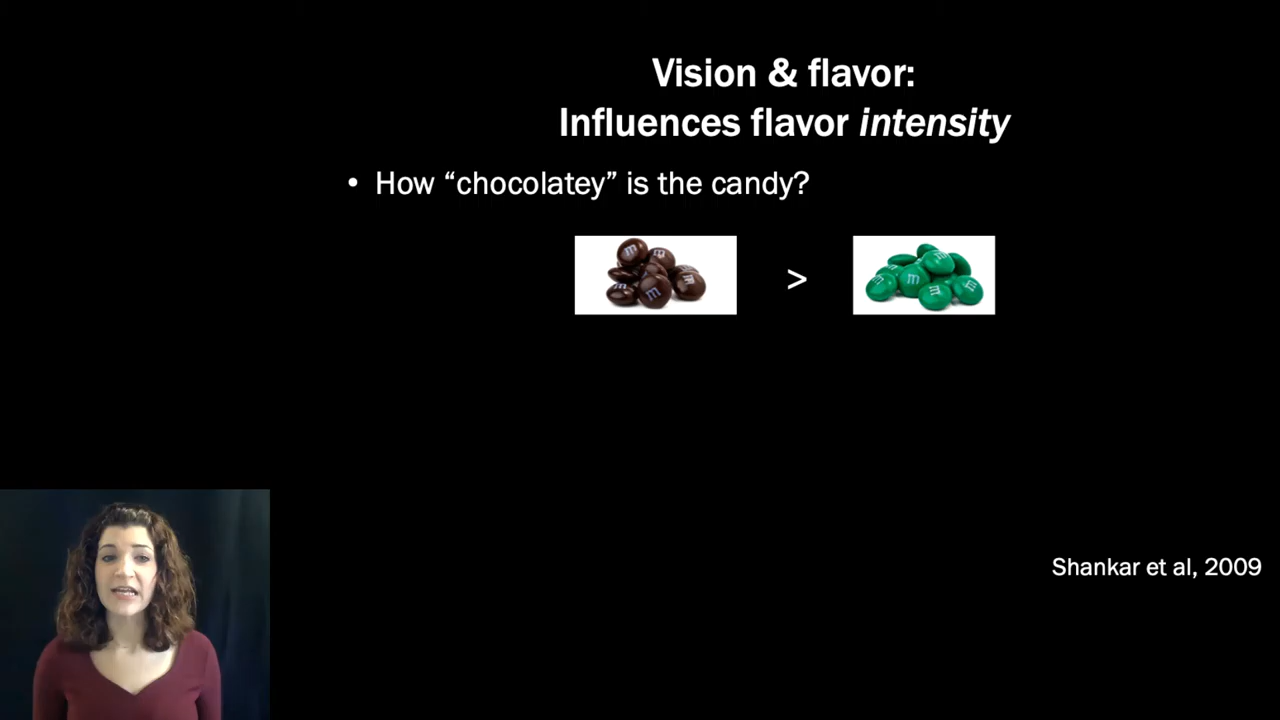 Vision & flavor:
Influences flavor intensity
• How “chocolatey” is the candy?
>
Shankar et al, 2009